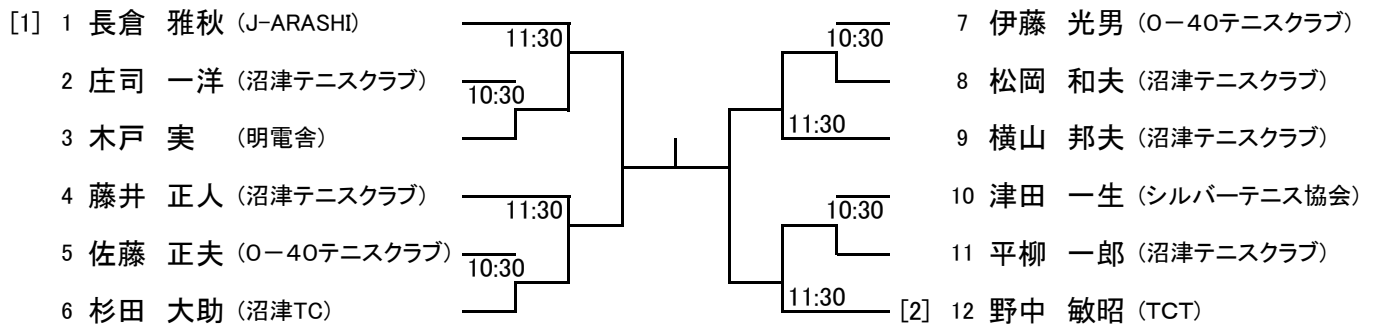 [1] 1 長倉 雅秋 (J-ARASHI)
11:30
2 庄司 一洋 (沼津テニスクラブ)
10:30
3 木戸 実 (明電舎)
4 藤井 正人 (沼津テニスクラブ)
11:30
5 佐藤 正夫 (0-40テニスクラブ)
10:30
6 杉田 大助 (沼津TC)
7 伊藤 光男 (0-40テニスクラブ)
10:30
8 松岡 和夫 (沼津テニスクラブ)
11:30
9 横山 邦夫 (沼津テニスクラブ)
10 津田 一生 (シルバーテニス協会)
10:30
11 平柳 一郎 (沼津テニスクラブ)
11:30
[2] 12 野中 敏昭 (TCT)